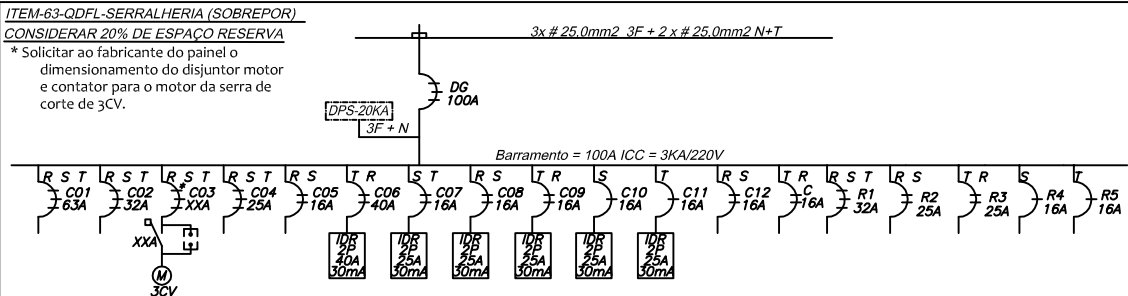 ITEM-63-QDFL-SERRALHERIA (SOBREPOR)
CONSIDERAR 20% DE ESPAÇO RESERVA
* Solicitar ao fabricante do painel o
dimensionamento do disjuntor motor
e contator para o motor da serra de
corte de 3CV.
3x # 25,0mm2 3F + 2 x # 25,0mm2 N+T
DG
100A
DPS-20KA
3F + N
Barramento = 100A ICC = 3KA/220V
R S T
C01
63A
R S T
C02
32A
R S T
*
C03
XXA
XXA
M
3CV
R S T
C04
25A
R S
C05
16A
T R
C06
40A
IDR
2P
40A
30mA
S T
C07
16A
IDR
2P
25A
30mA
R S
C08
16A
IDR
2P
25A
30mA
T R
C09
16A
IDR
2P
25A
30mA
S
C10
16A
IDR
2P
25A
30mA
T
C11
16A
IDR
2P
25A
30mA
R S
C12
16A
T R
C
16A
R S T
R1
32A
R S
R2
25A
T R
R3
25A
S
R4
16A
T
R5
16A